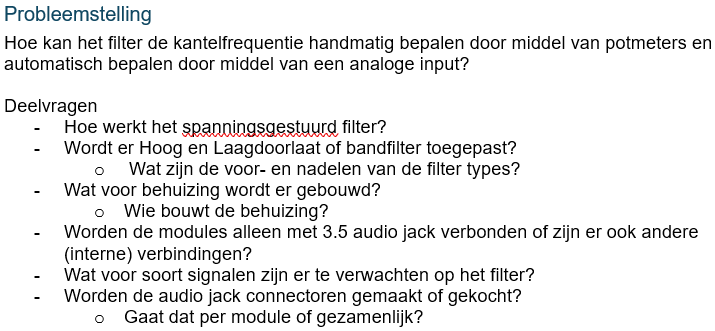 Probleemstelling
Hoe kan het filter de kantelfrequentie handmatig bepalen door middel van potmeters en
automatisch bepalen door middel van een analoge input?
Deelvragen
- Hoe werkt het spanningsgestuurd filter?
- Wordt er Hoog en Laagdoorlaat of bandfilter toegepast?
o Wat zijn de voor- en nadelen van de filter types?
- Wat voor behuizing wordt er gebouwd?
o Wie bouwt de behuizing?
- Worden de modules alleen met 3.5 audio jack verbonden of zijn er ook andere
(interne) verbindingen?
- Wat voor soort signalen zijn er te verwachten op het filter?
- Worden de audio jack connectoren gemaakt of gekocht?
o Gaat dat per module of gezamenlijk?